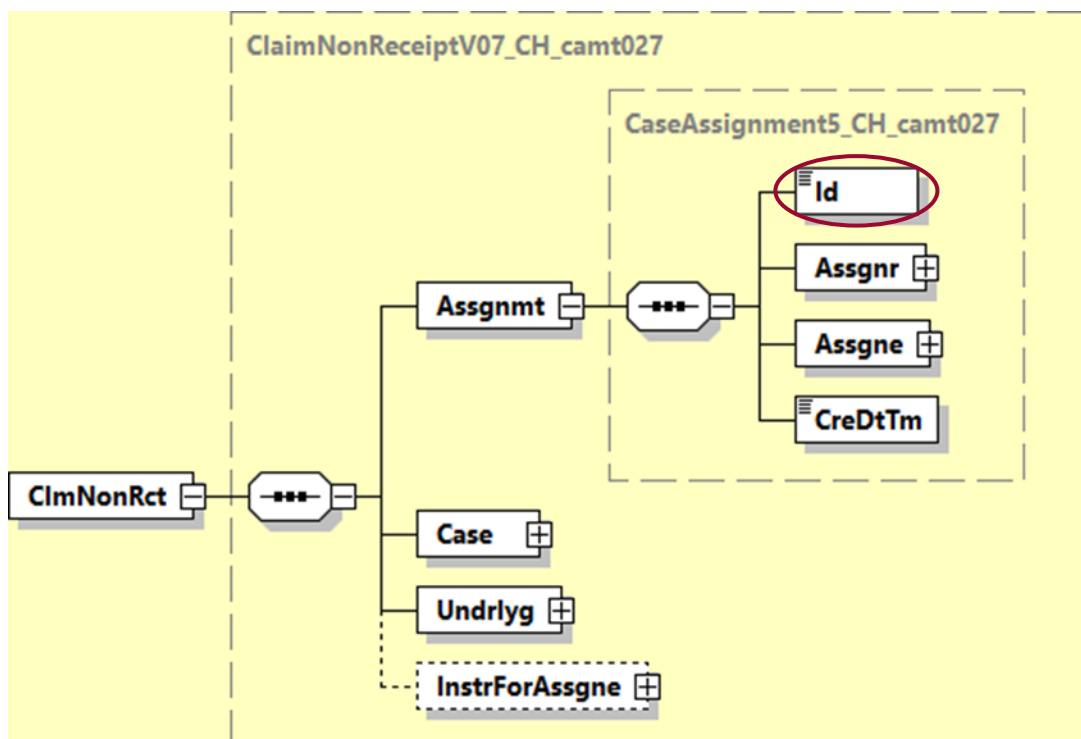 ClaimNonReceiptV07_CH_camt027
CaseAssignment5_CH_camt027
Id
Assgnr
Assgnmt
Assgne
CreDtTm
ClmNonRct
Case
Undrlyg
InstrForAssgne